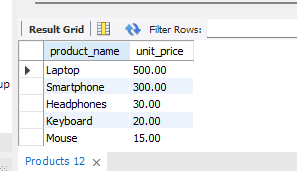 Result Grid Filter Rows:
product_name unit_price
Laptop 500.00
Smartphone 300.00
Headphones 30.00
up Keyboard 20.00
Mouse 15.00
Products 12 ×